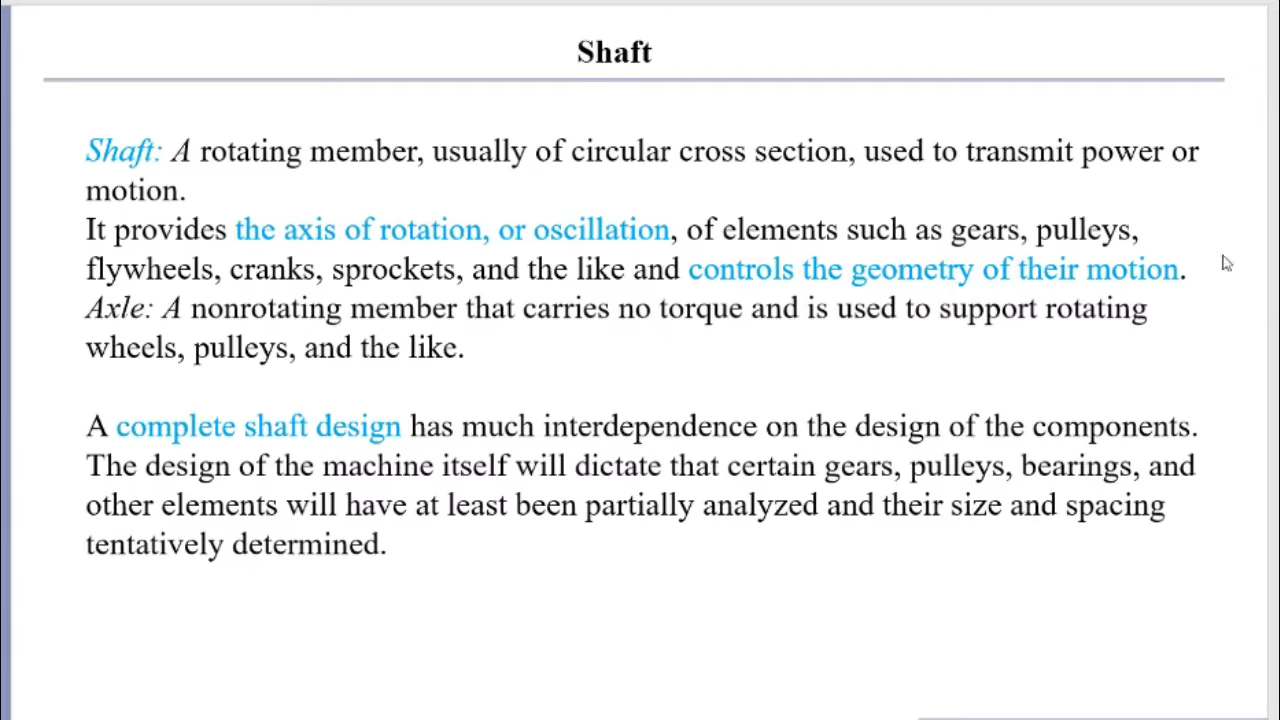 Shaft
Shaft: A rotating member, usually of circular cross section, used to transmit power or
motion.
It provides the axis of rotation, or oscillation, of elements such as gears, pulleys,
flywheels, cranks, sprockets, and the like and controls the geometry of their motion.
Axle: A nonrotating member that carries no torque and is used to support rotating
wheels, pulleys, and the like.
A complete shaft design has much interdependence on the design of the components.
The design of the machine itself will dictate that certain gears, pulleys, bearings, and
other elements will have at least been partially analyzed and their size and spacing
tentatively determined.